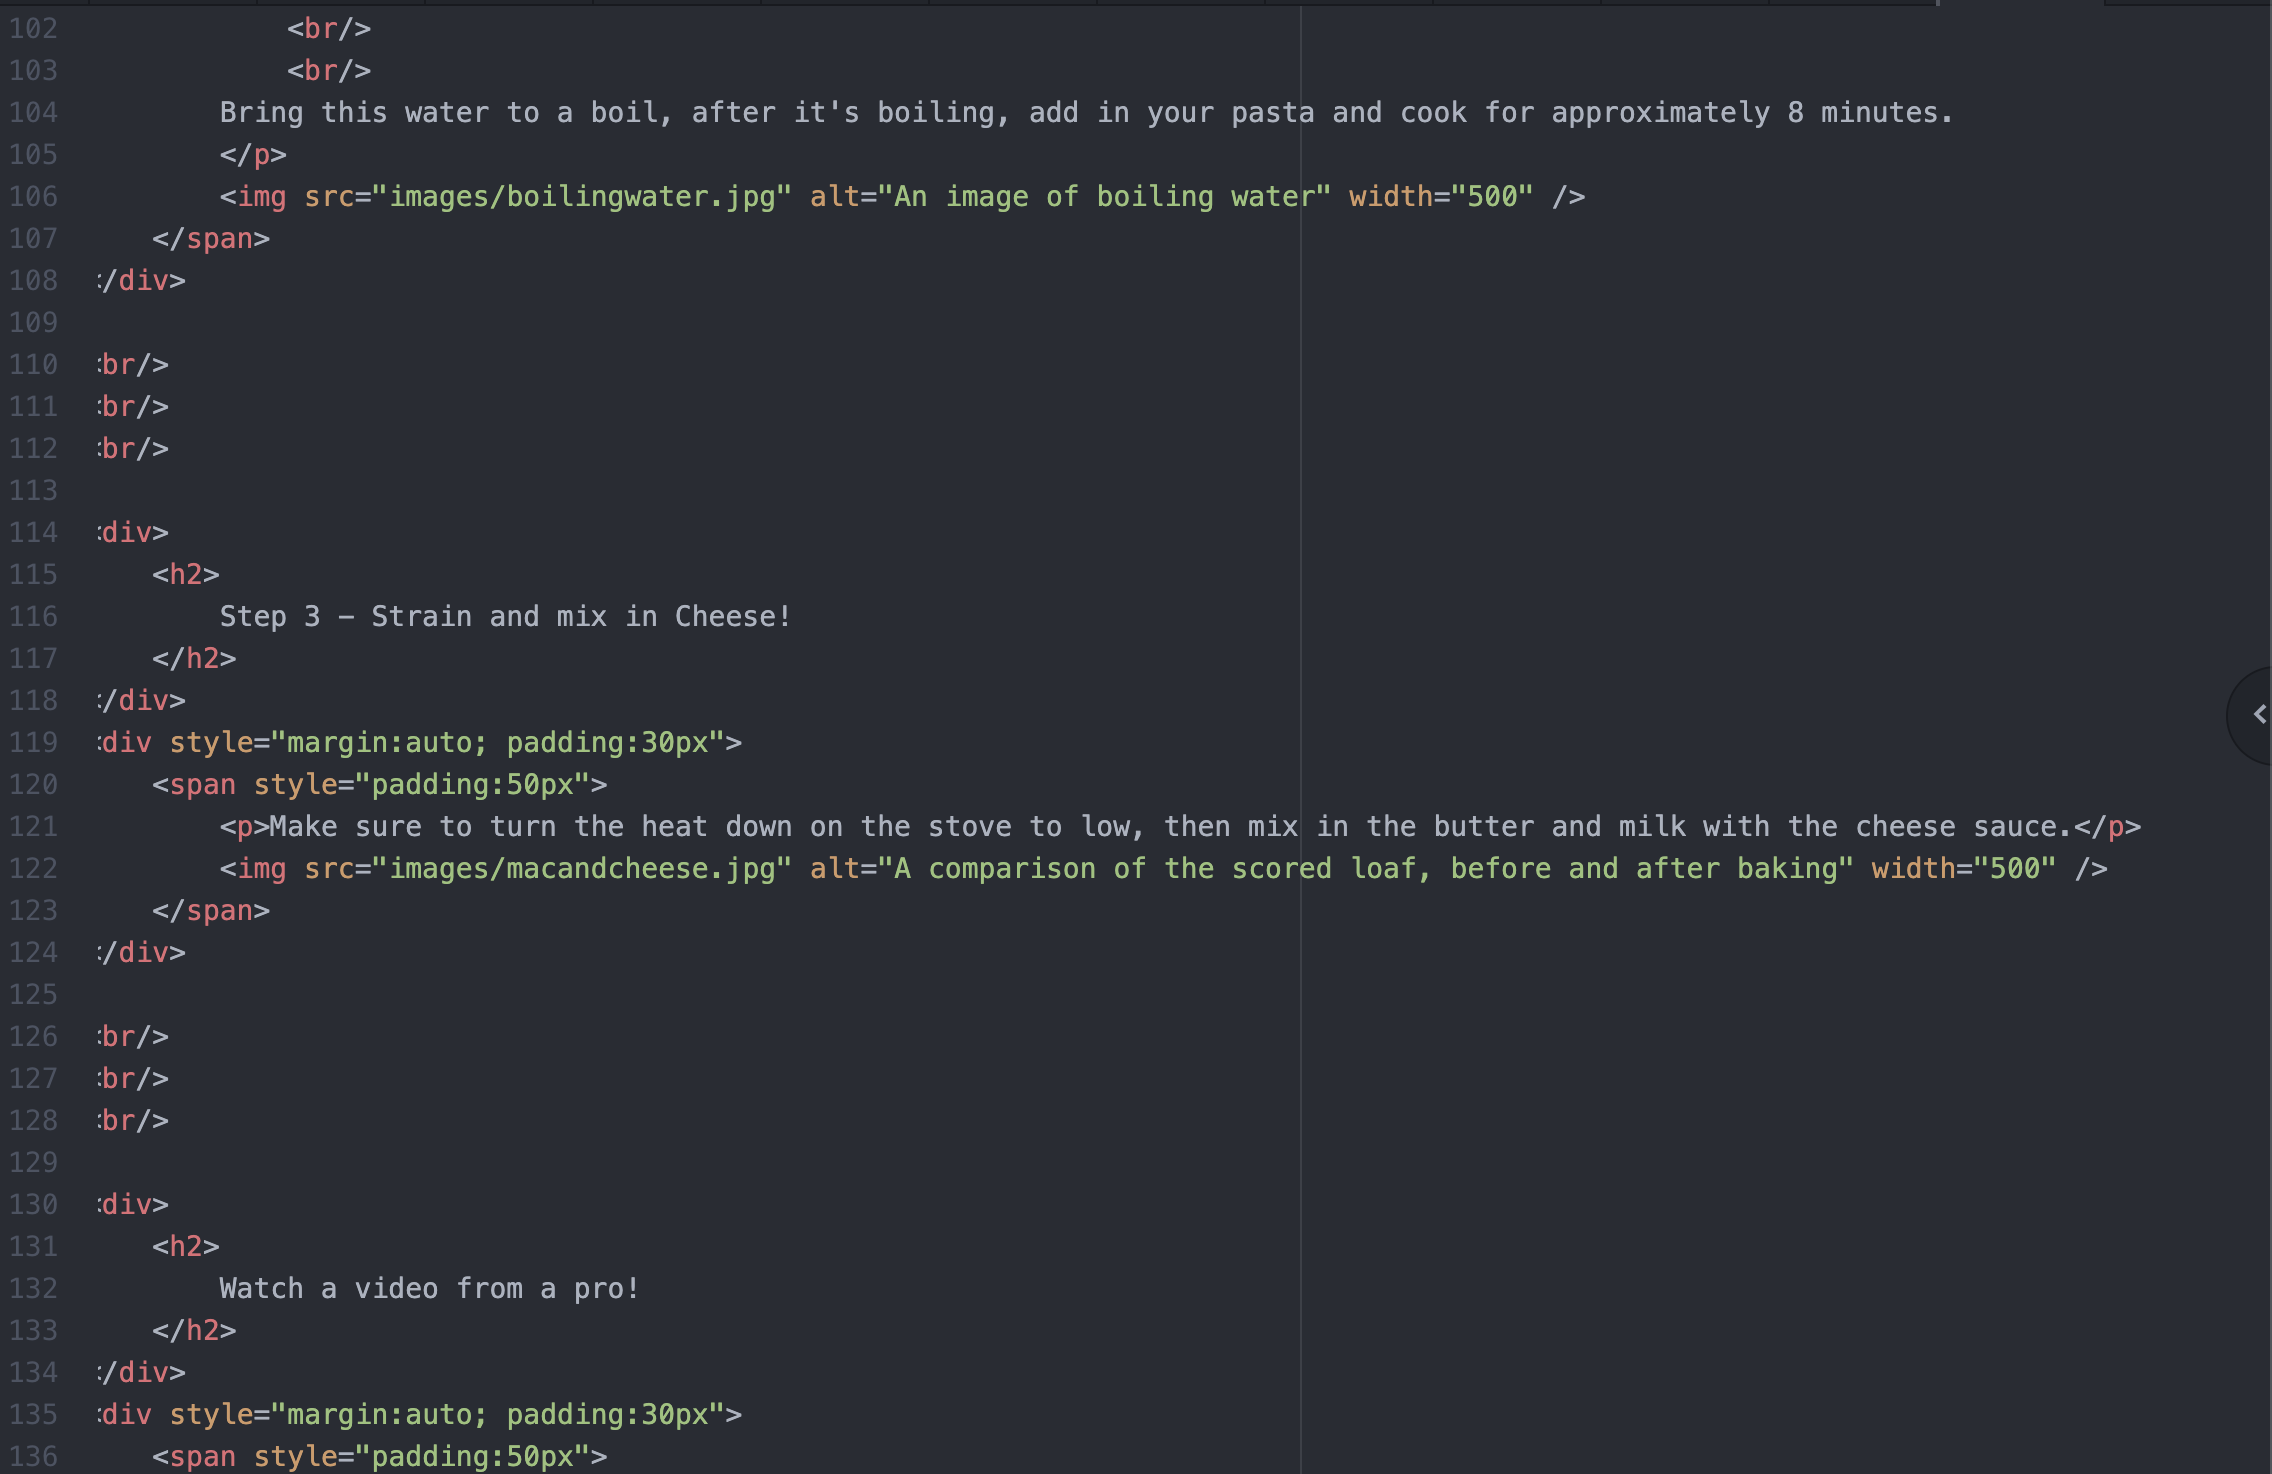 102 <br/>
103 <br/>
104 Bring this water to a boil, after it's boiling, add in your pasta and cook for approximately 8 minutes.
105 </p>
106 <img src="images/boilingwater.jpg" alt="An image of boiling water" width="500" />
107 </span>
108 </div>
109
110 <br/>
111 <br/>
112 <br/>
113
114 <div>
115 <h2>
116 Step 3 – Strain and mix in Cheese!
117 </h2>
118 </div>
119 <div style="margin:auto; padding:30px">
120 <span style="padding:50px">
121 <p>Make sure to turn the heat down on the stove to low, then mix in the butter and milk with the cheese sauce.</p>
122 <img src="images/macandcheese.jpg" alt="A comparison of the scored loaf, before and after baking" width="500" />
123 </span>
124 </div>
125
126 <br/>
127 <br/>
128 <br/>
129
130 <div>
131 <h2>
132 Watch a video from a pro!
133 </h2>
134 </div>
135 <div style="margin:auto; padding:30px">
136 <span style="padding:50px">